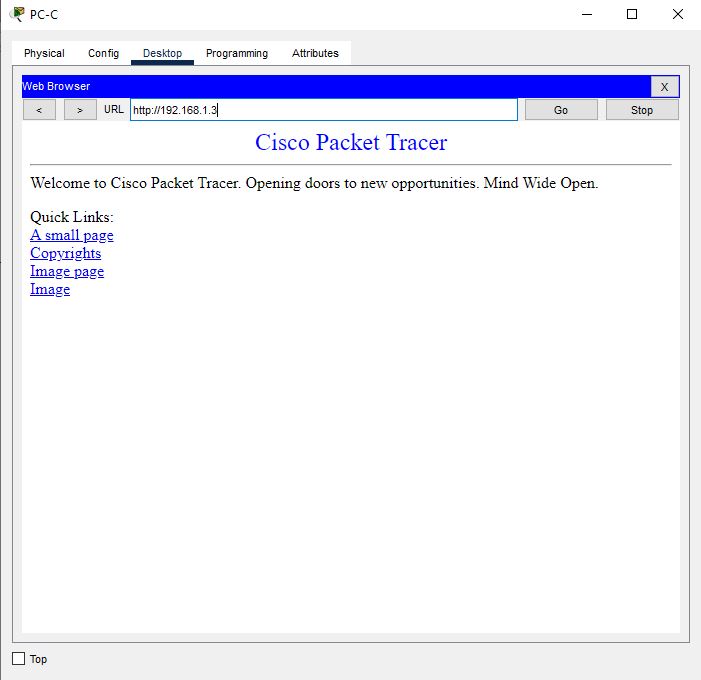 PC-C
Physical Config Desktop Programming Attributes
Web Browser X
< > URL http://192.168.1.3 Go Stop
Cisco Packet Tracer
Welcome to Cisco Packet Tracer. Opening doors to new opportunities. Mind Wide Open.
Quick Links:
A small page
Copyrights
Image page
Image
Top